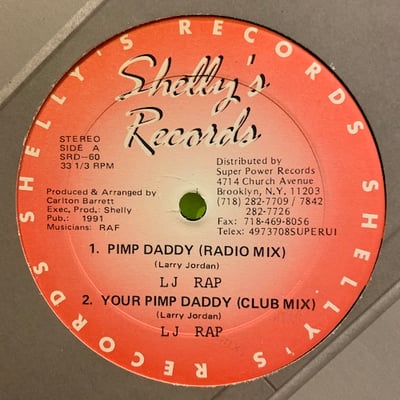 SHELLY'S RECORDS SHELLY'S RECORDS
Shelly's
Records
STEREO
SIDE A
SRD-60
33 1/3 RPM
Produced & Arranged by
Carlton Barrett
Exec. Prod.: Shelly
Pub.: 1991
Musicians: RAF
Distributed by
Super Power Records
4714 Church Avenue
Brooklyn, N.Y. 11203
(718) 282-7709 / 7842
282-7726
Fax: 718-469-8056
Telex: 4973708SUPERUI
1. PIMP DADDY (RADIO MIX)
(Larry Jordan)
LJ RAP
2. YOUR PIMP DADDY (CLUB MIX)
(Larry Jordan)
LJ RAP